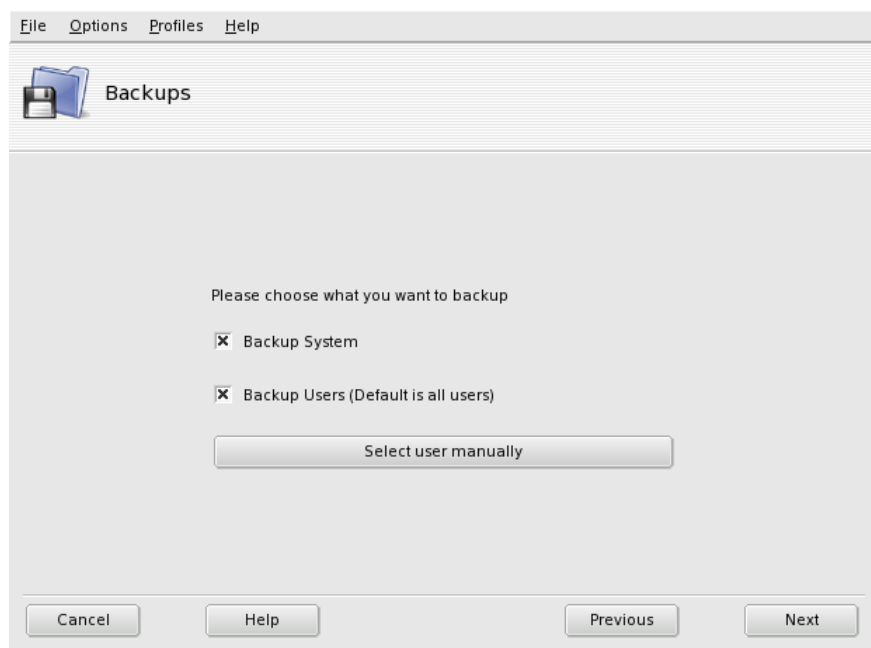 File Options Profiles Help
Backups
Please choose what you want to backup
Backup System
Backup Users (Default is all users)
Select user manually
Cancel Help Previous Next